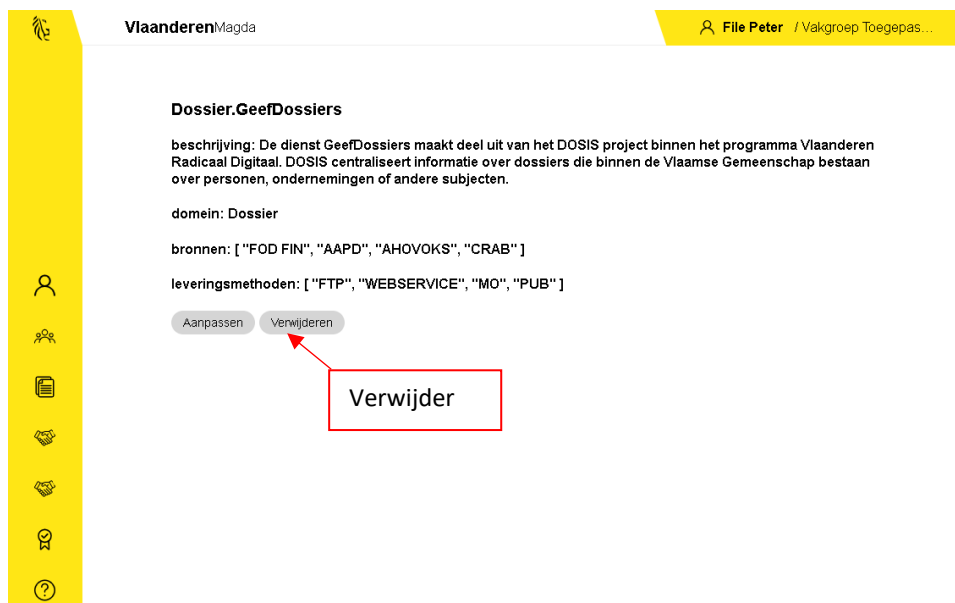 VlaanderenMagda
File Peter / Vakgroep Toegepas...
Dossier.GeefDossiers
beschrijving: De dienst GeefDossiers maakt deel uit van het DOSIS project binnen het programma Vlaanderen
Radicaal Digitaal. DOSIS centraliseert informatie over dossiers die binnen de Vlaamse Gemeenschap bestaan
over personen, ondernemingen of andere subjecten.
domein: Dossier
bronnen: [ "FOD FIN", "AAPD", "AHOVOKS", "CRAB" ]
leveringsmethoden: [ "FTP", "WEBSERVICE", "MO", "PUB" ]
Aanpassen Verwijderen
Verwijder